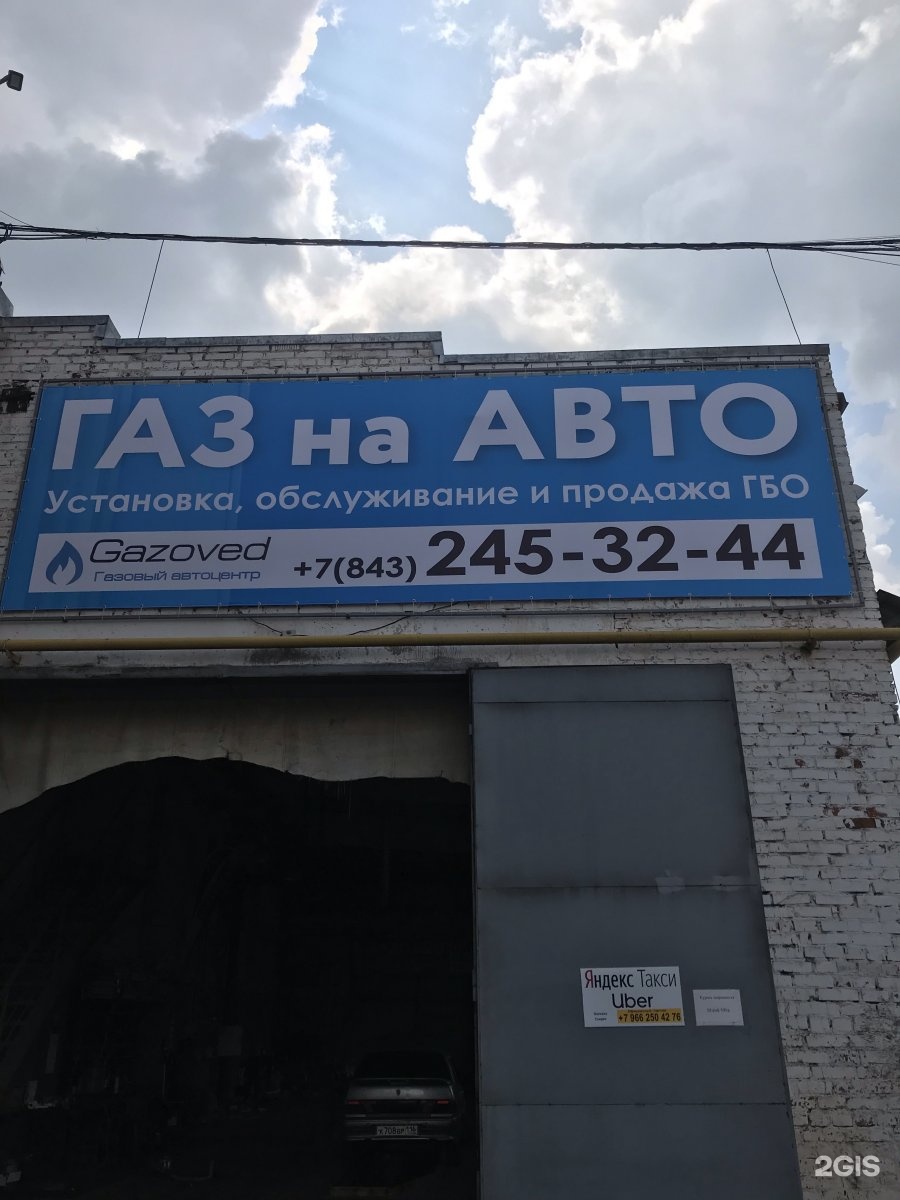 ГАЗ на АВТО
Установка, обслуживание и продажа ГБО
Gazoved
Газовый автоцентр
+7(843) 245-32-44
Яндекс Такси
Uber
+7 966 250 42 76
2GIS